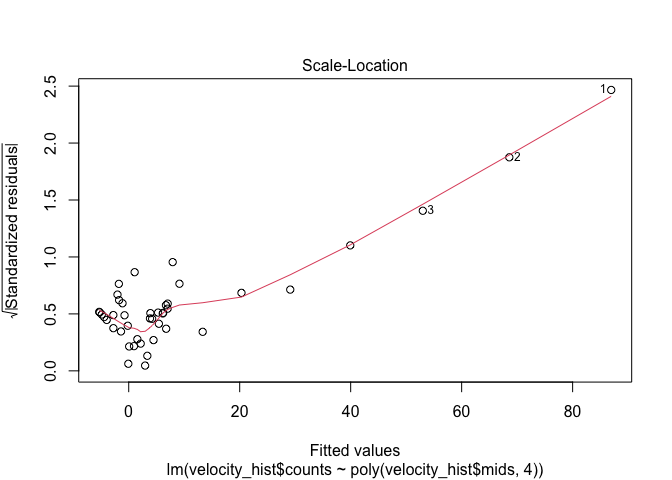 Scale-Location
√|Standardized residuals|
2.5
2.0
1.5
1.0
0.5
0.0
1
2
3
0 20 40 60 80
Fitted values
lm(velocity_hist$counts ~ poly(velocity_hist$mids, 4))